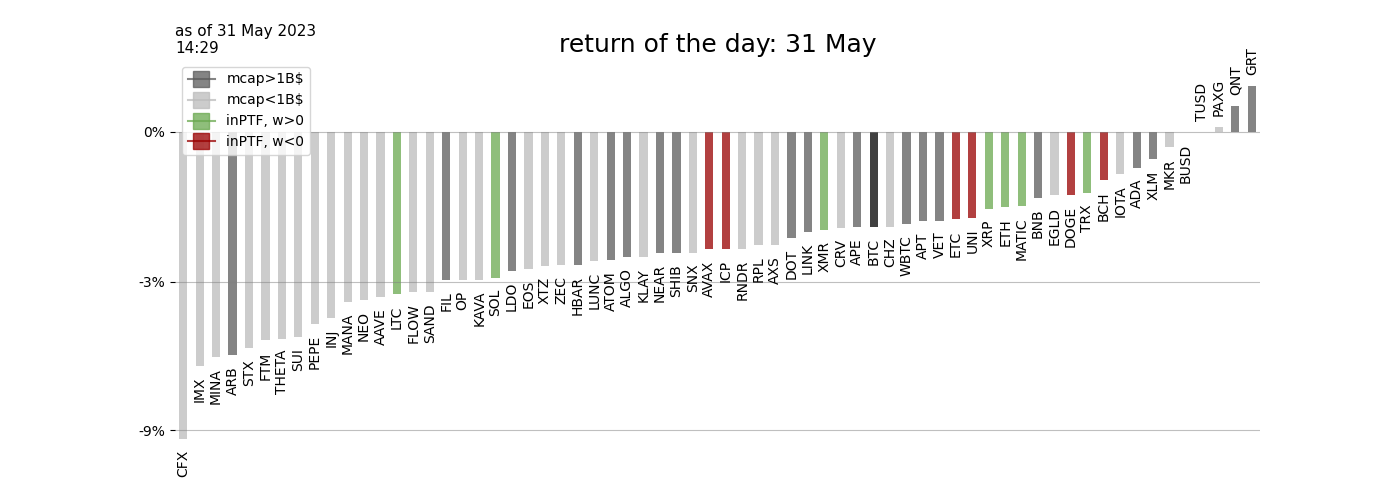 as of 31 May 2023
14:29
return of the day: 31 May
mcap>1B$
mcap<1B$
inPTF, w>0
inPTF, w<0
0%
-3%
-9%
CFX
IMX
MINA
ARB
STX
FTM
THETA
SUI
PEPE
INJ
MANA
NEO
AAVE
LTC
FLOW
SAND
FIL
OP
KAVA
SOL
LDO
EOS
XTZ
ZEC
HBAR
LUNC
ATOM
ALGO
KLAY
NEAR
SHIB
SNX
AVAX
ICP
RNDR
RPL
AXS
DOT
LINK
XMR
CRV
APE
BTC
CHZ
WBTC
APT
VET
ETC
UNI
XRP
ETH
MATIC
BNB
EGLD
DOGE
TRX
BCH
IOTA
ADA
XLM
MKR
BUSD
TUSD
PAXG
QNT
GRT